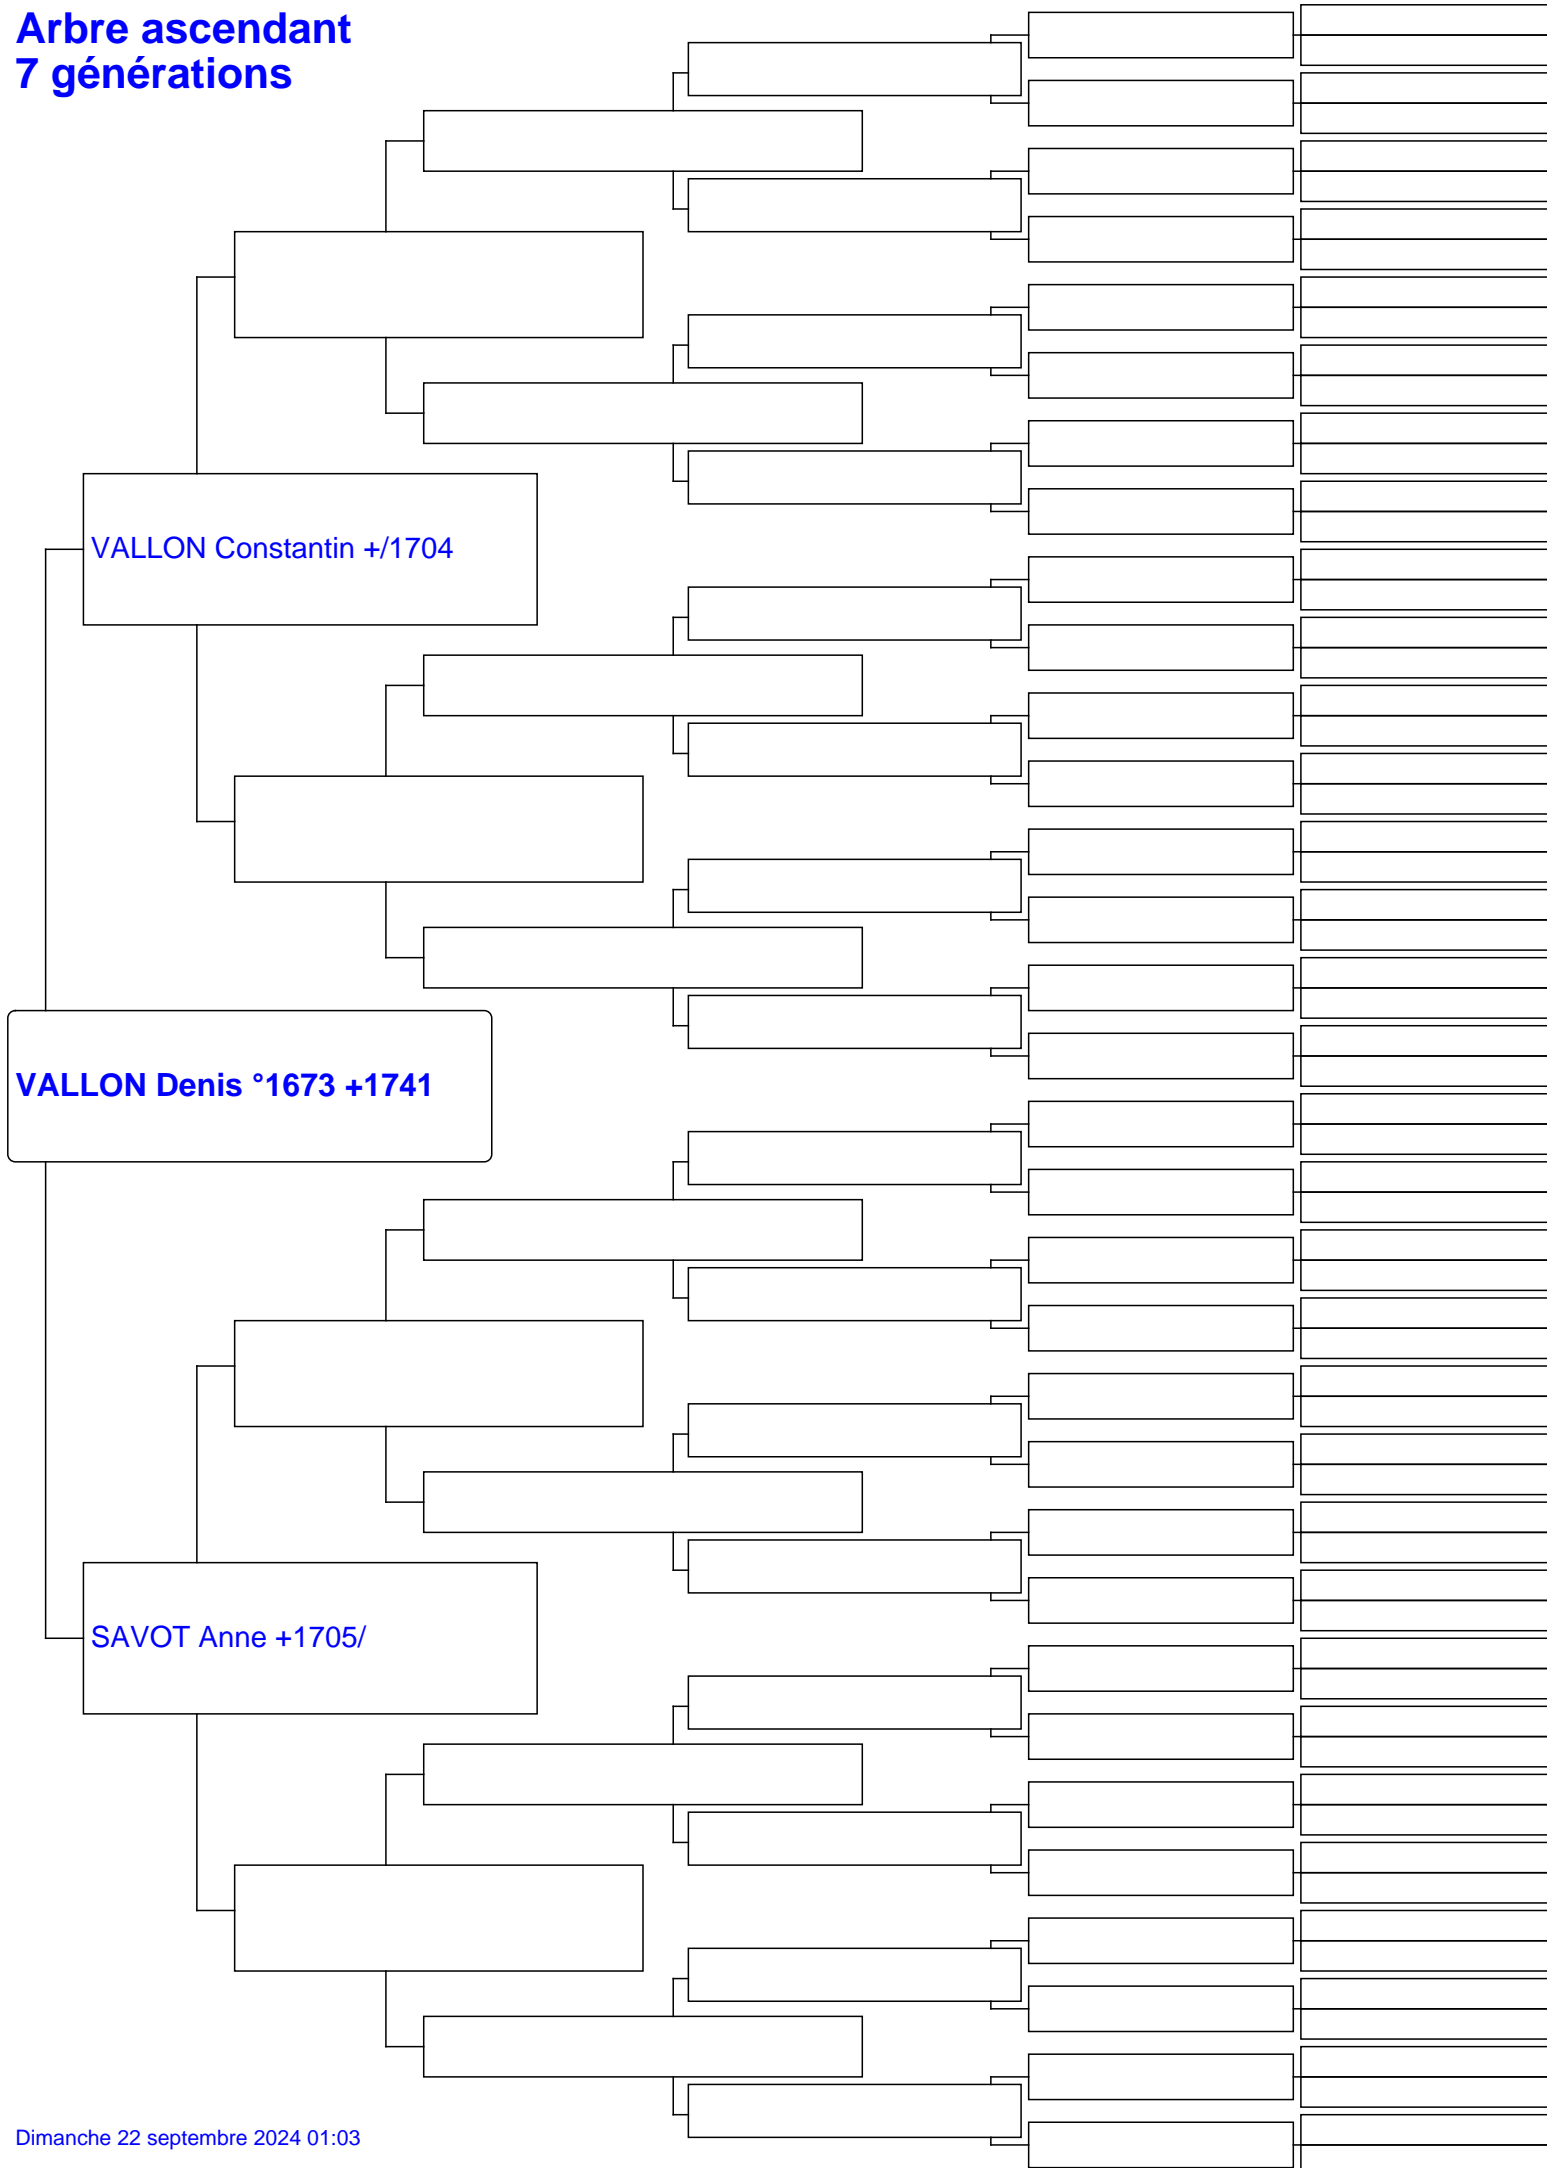 Arbre ascendant
7 générations
VALLON Constantin +/1704
VALLON Denis °1673 +1741
SAVOT Anne +1705/
Dimanche 22 septembre 2024 01:03